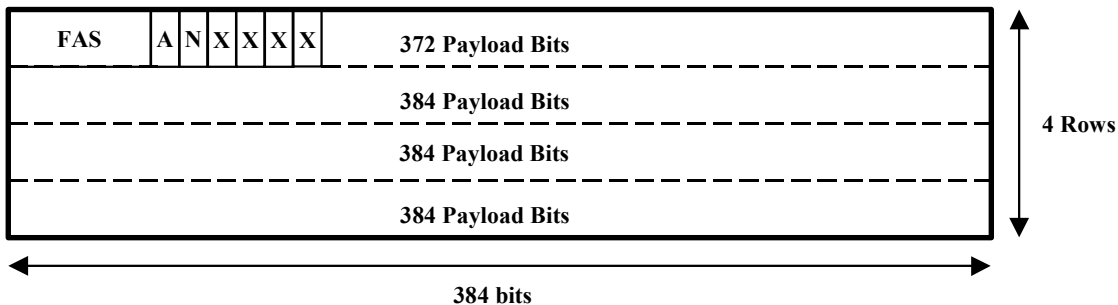 FAS A N X X X X 372 Payload Bits
384 Payload Bits
4 Rows
384 Payload Bits
384 Payload Bits
384 bits